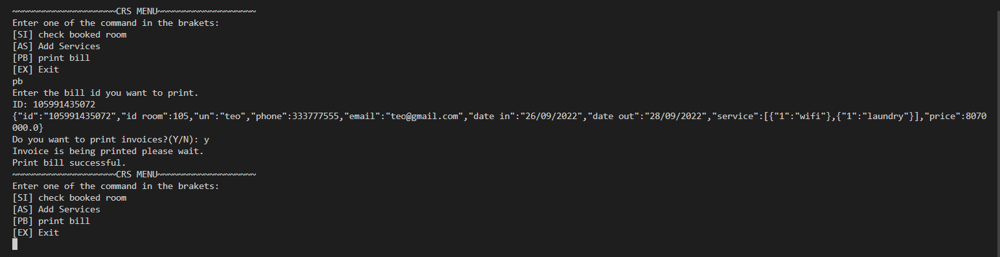 ~~~~~~~~~~~~~~~~~~~~CRS MENU~~~~~~~~~~~~~~~~~~~
Enter one of the command in the brakets:
[SI] check booked room
[AS] Add Services
[PB] print bill
[EX] Exit
pb
Enter the bill id you want to print.
ID: 105991435072
{"id":"105991435072","id room":105,"un":"teo","phone":333777555,"email":"teo@gmail.com","date in":"26/09/2022","date out":"28/09/2022","service":[{"1":"wifi"},{"1":"laundry"}],"price":8070
000.0}
Do you want to print invoices?(Y/N): y
Invoice is being printed please wait.
Print bill successful.
~~~~~~~~~~~~~~~~~~~~CRS MENU~~~~~~~~~~~~~~~~~~~
Enter one of the command in the brakets:
[SI] check booked room
[AS] Add Services
[PB] print bill
[EX] Exit